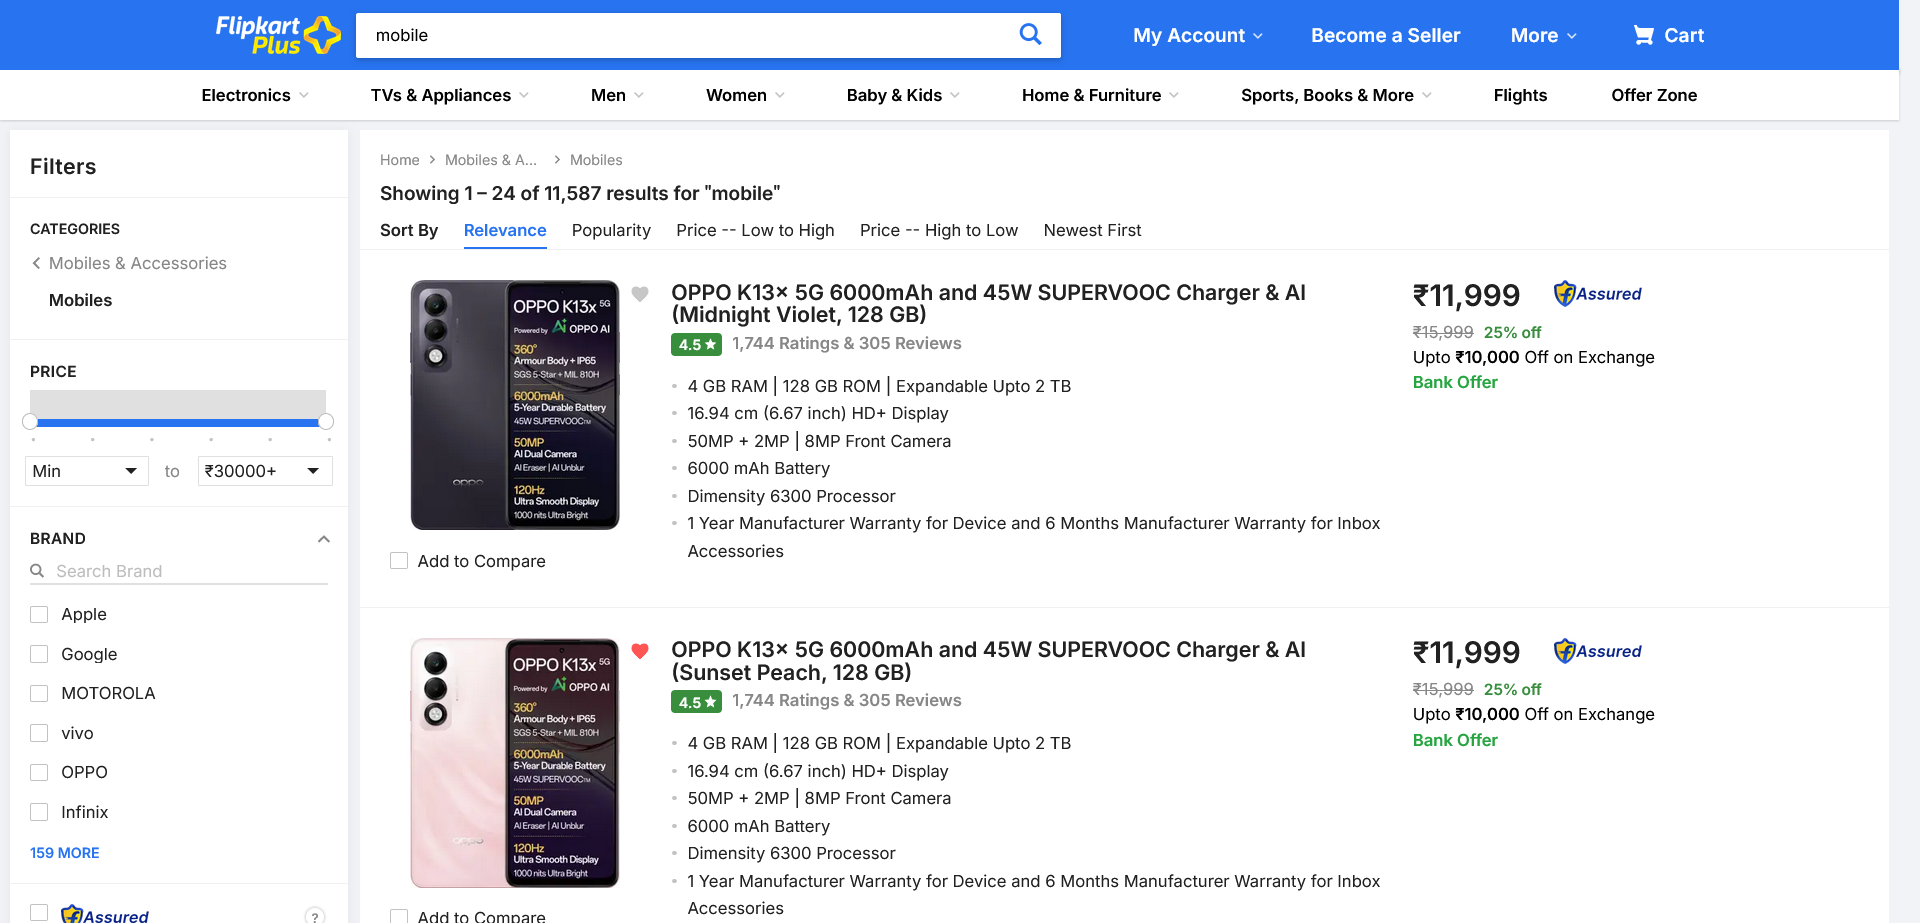 Flipkart
Plus
mobile
My Account
Become a Seller
More
Cart
Electronics
TVs & Appliances
Men
Women
Baby & Kids
Home & Furniture
Sports, Books & More
Flights
Offer Zone
Filters
CATEGORIES
Mobiles & Accessories
Mobiles
PRICE
Min
to
₹30000+
BRAND
Search Brand
Apple
Google
MOTOROLA
vivo
OPPO
Infinix
159 MORE
Assured
?
Home
Mobiles & A...
Mobiles
Showing 1 – 24 of 11,587 results for "mobile"
Sort By
Relevance
Popularity
Price -- Low to High
Price -- High to Low
Newest First
OPPO K13x 5G
Powered by Ai OPPO AI
360°
Armour Body + IP65
SGS 5-Star + MIL 810H
6000mAh
5-Year Durable Battery
45W SUPERVOOC™
50MP
AI Dual Camera
AI Eraser | AI Unblur
120Hz
Ultra Smooth Display
1000 nits Ultra Bright
oppo
Add to Compare
OPPO K13x 5G 6000mAh and 45W SUPERVOOC Charger & AI
(Midnight Violet, 128 GB)
4.5★
1,744 Ratings & 305 Reviews
4 GB RAM | 128 GB ROM | Expandable Upto 2 TB
16.94 cm (6.67 inch) HD+ Display
50MP + 2MP | 8MP Front Camera
6000 mAh Battery
Dimensity 6300 Processor
1 Year Manufacturer Warranty for Device and 6 Months Manufacturer Warranty for Inbox
Accessories
₹11,999
Assured
₹15,999
25% off
Upto ₹10,000 Off on Exchange
Bank Offer
OPPO K13x 5G
Powered by Ai OPPO AI
360°
Armour Body + IP65
SGS 5-Star + MIL 810H
6000mAh
5-Year Durable Battery
45W SUPERVOOC™
50MP
AI Dual Camera
AI Eraser | AI Unblur
120Hz
Ultra Smooth Display
1000 nits Ultra Bright
oppo
Add to Compare
OPPO K13x 5G 6000mAh and 45W SUPERVOOC Charger & AI
(Sunset Peach, 128 GB)
4.5★
1,744 Ratings & 305 Reviews
4 GB RAM | 128 GB ROM | Expandable Upto 2 TB
16.94 cm (6.67 inch) HD+ Display
50MP + 2MP | 8MP Front Camera
6000 mAh Battery
Dimensity 6300 Processor
1 Year Manufacturer Warranty for Device and 6 Months Manufacturer Warranty for Inbox
Accessories
₹11,999
Assured
₹15,999
25% off
Upto ₹10,000 Off on Exchange
Bank Offer